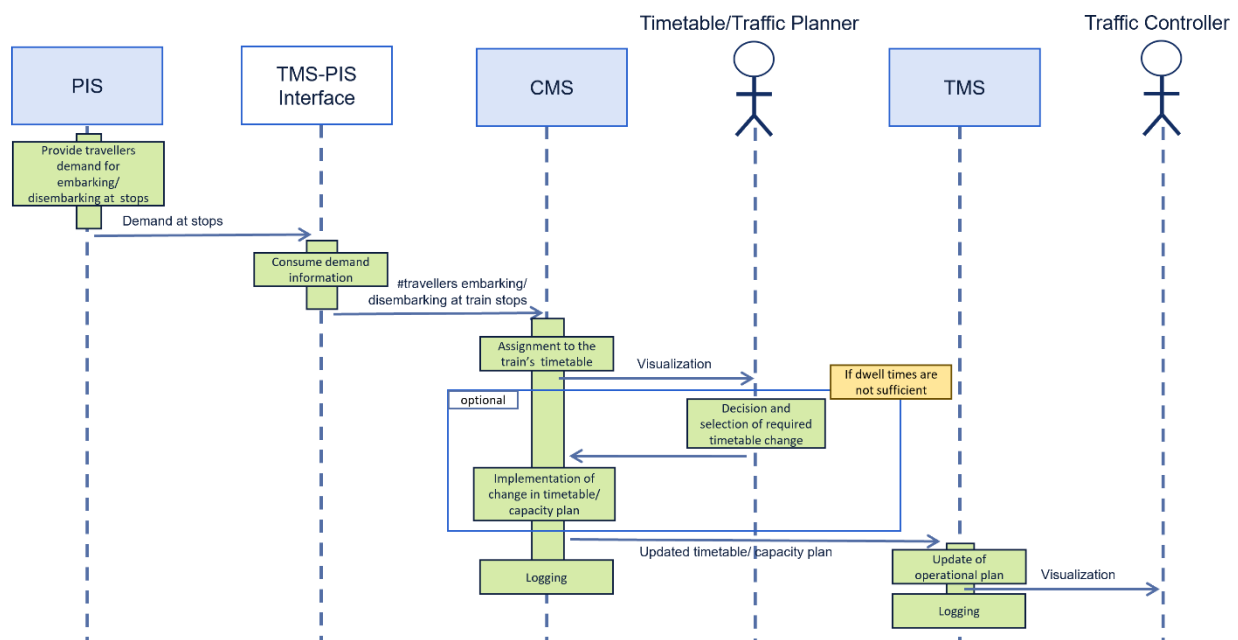 Timetable/Traffic Planner
Traffic Controller
PIS
TMS-PIS
Interface
CMS
TMS
Provide travellers
demand for
embarking/
disembarking at stops
Demand at stops
Consume demand
information
#travellers embarking/
disembarking at train stops
Assignment to the
train's timetable
Visualization
If dwell times are
not sufficient
optional
Decision and
selection of required
timetable change
Implementation of
change in timetable/
capacity plan
Updated timetable/ capacity plan
Update of
operational plan
Visualization
Logging
Logging